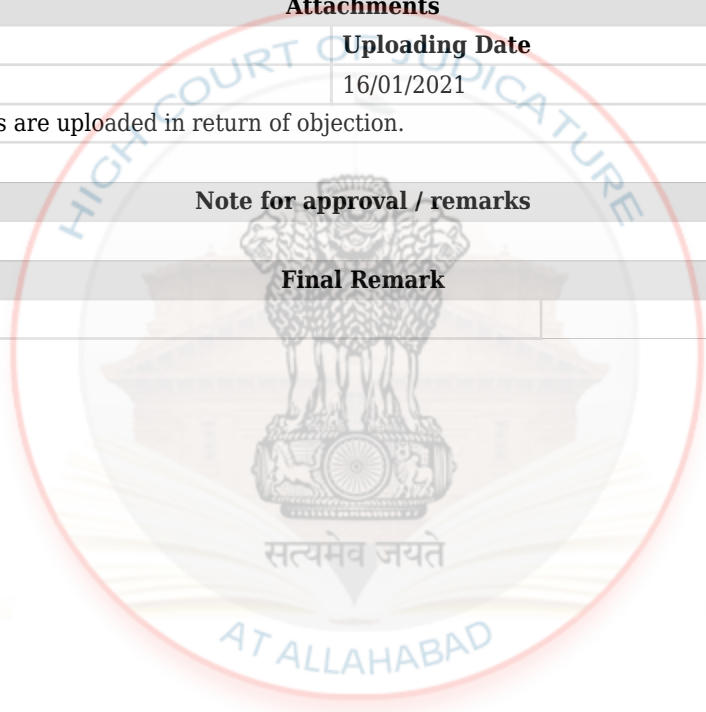 Attachments
Uploading Date
16/01/2021
s are uploaded in return of objection.
Note for approval / remarks
Final Remark
HIGH COURT OF JUDICATURE
सत्यमेव जयते
AT ALLAHABAD